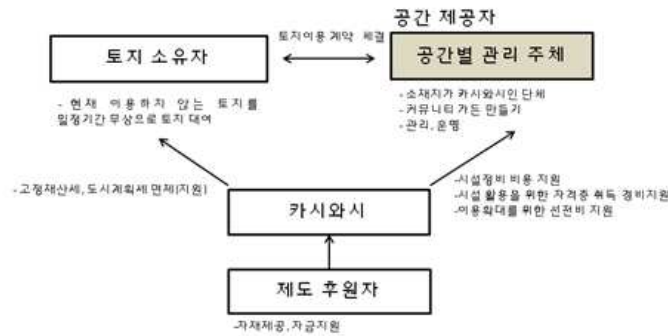 공간 제공자
토지 소유자
토지이용 계약 체결
공간별 관리 주체
- 현재 이용하지 않는 토지를
일정기간 무상으로 토지 대여
-소재지가 카시와시인 단체
-커뮤니티 가든 만들기
-관리, 운영
-고정재산세, 도시계획세 면제(지원)
-시설정비 비용 지원
-시설 활용을 위한 자격증 취득 경비지원
-이용확대를 위한 선전비 지원
카시와시
제도 후원자
-자재제공, 자금지원